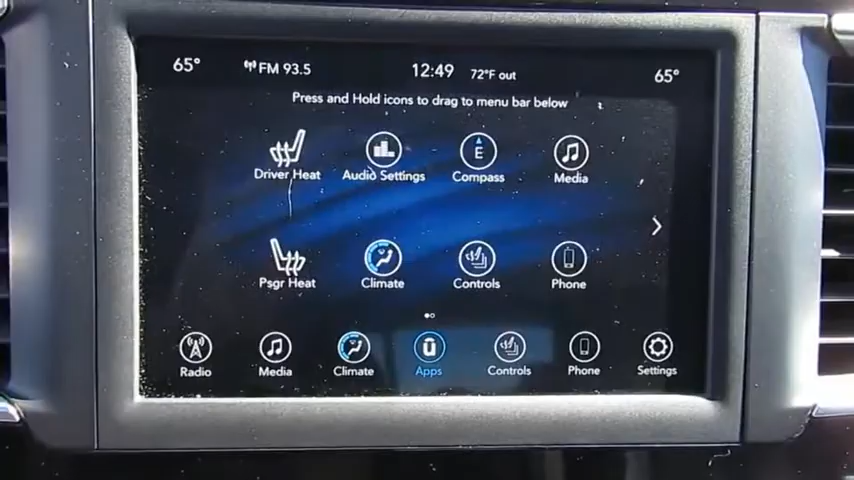 65° FM 93.5 12:49 72°F out 65°
Press and Hold icons to drag to menu bar below
Driver Heat Audio Settings Compass Media
E
Psgr Heat Climate Controls Phone
Radio Media Climate Apps Controls Phone Settings